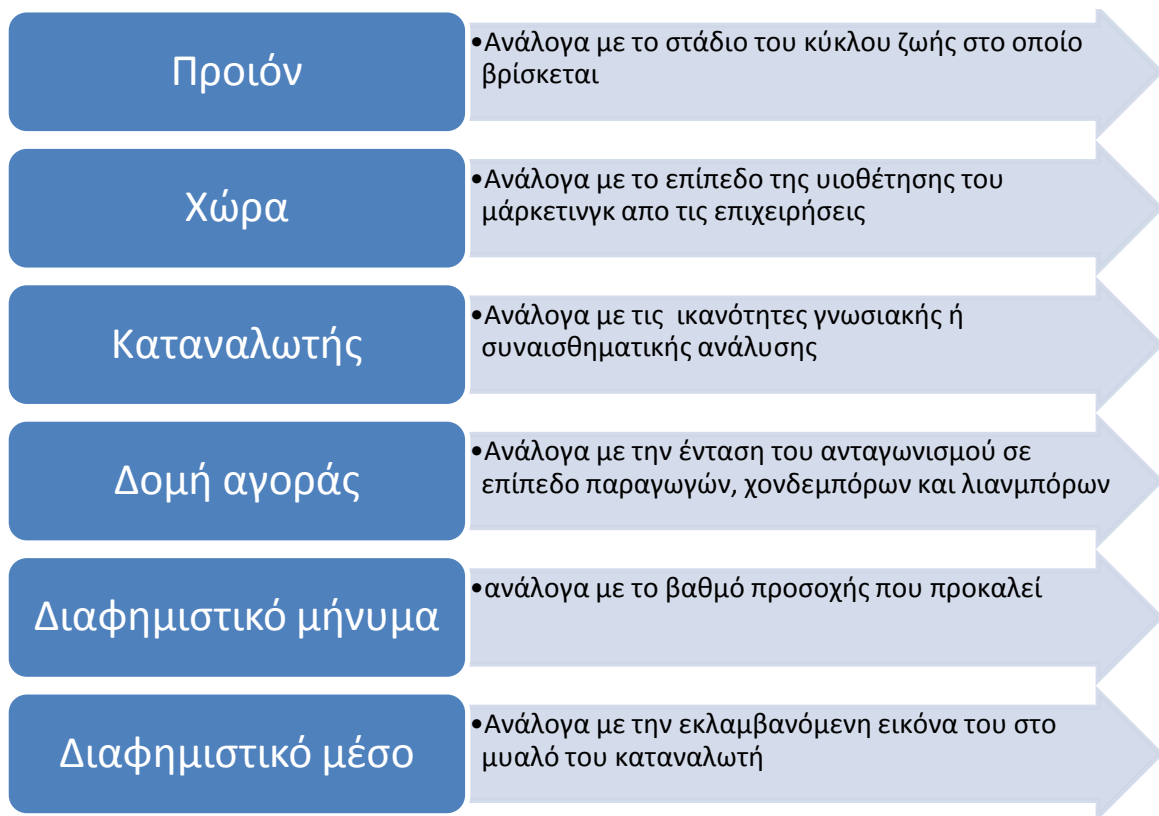 Προιόν
•Ανάλογα με το στάδιο του κύκλου ζωής στο οποίο
βρίσκεται
Χώρα
•Ανάλογα με το επίπεδο της υιοθέτησης του
μάρκετινγκ απο τις επιχειρήσεις
Καταναλωτής
•Ανάλογα με τις  ικανότητες γνωσιακής ή
συναισθηματικής ανάλυσης
Δομή αγοράς
•Ανάλογα με την ένταση του ανταγωνισμού σε
επίπεδο παραγωγών, χονδεμπόρων και λιανμπόρων
Διαφημιστικό μήνυμα
•ανάλογα με το βαθμό προσοχής που προκαλεί
Διαφημιστικό μέσο
•Ανάλογα με την εκλαμβανόμενη εικόνα του στο
μυαλό του καταναλωτή